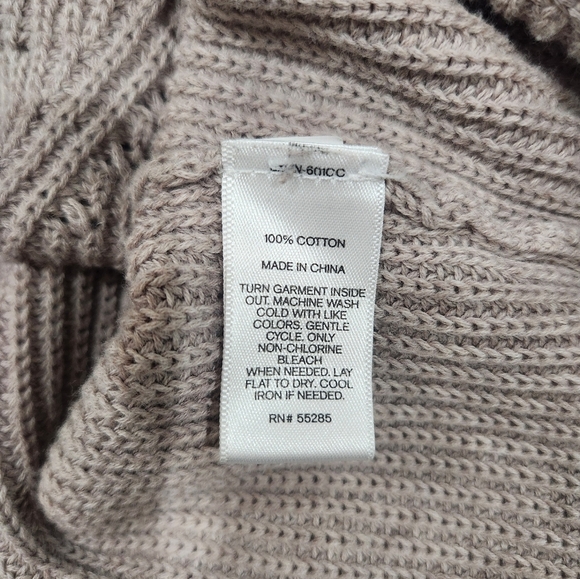 100% COTTON
MADE IN CHINA
TURN GARMENT INSIDE
OUT. MACHINE WASH
COLD WITH LIKE
COLORS. GENTLE
CYCLE. ONLY
NON-CHLORINE
BLEACH
WHEN NEEDED. LAY
FLAT TO DRY. COOL
IRON IF NEEDED.
RN# 55285